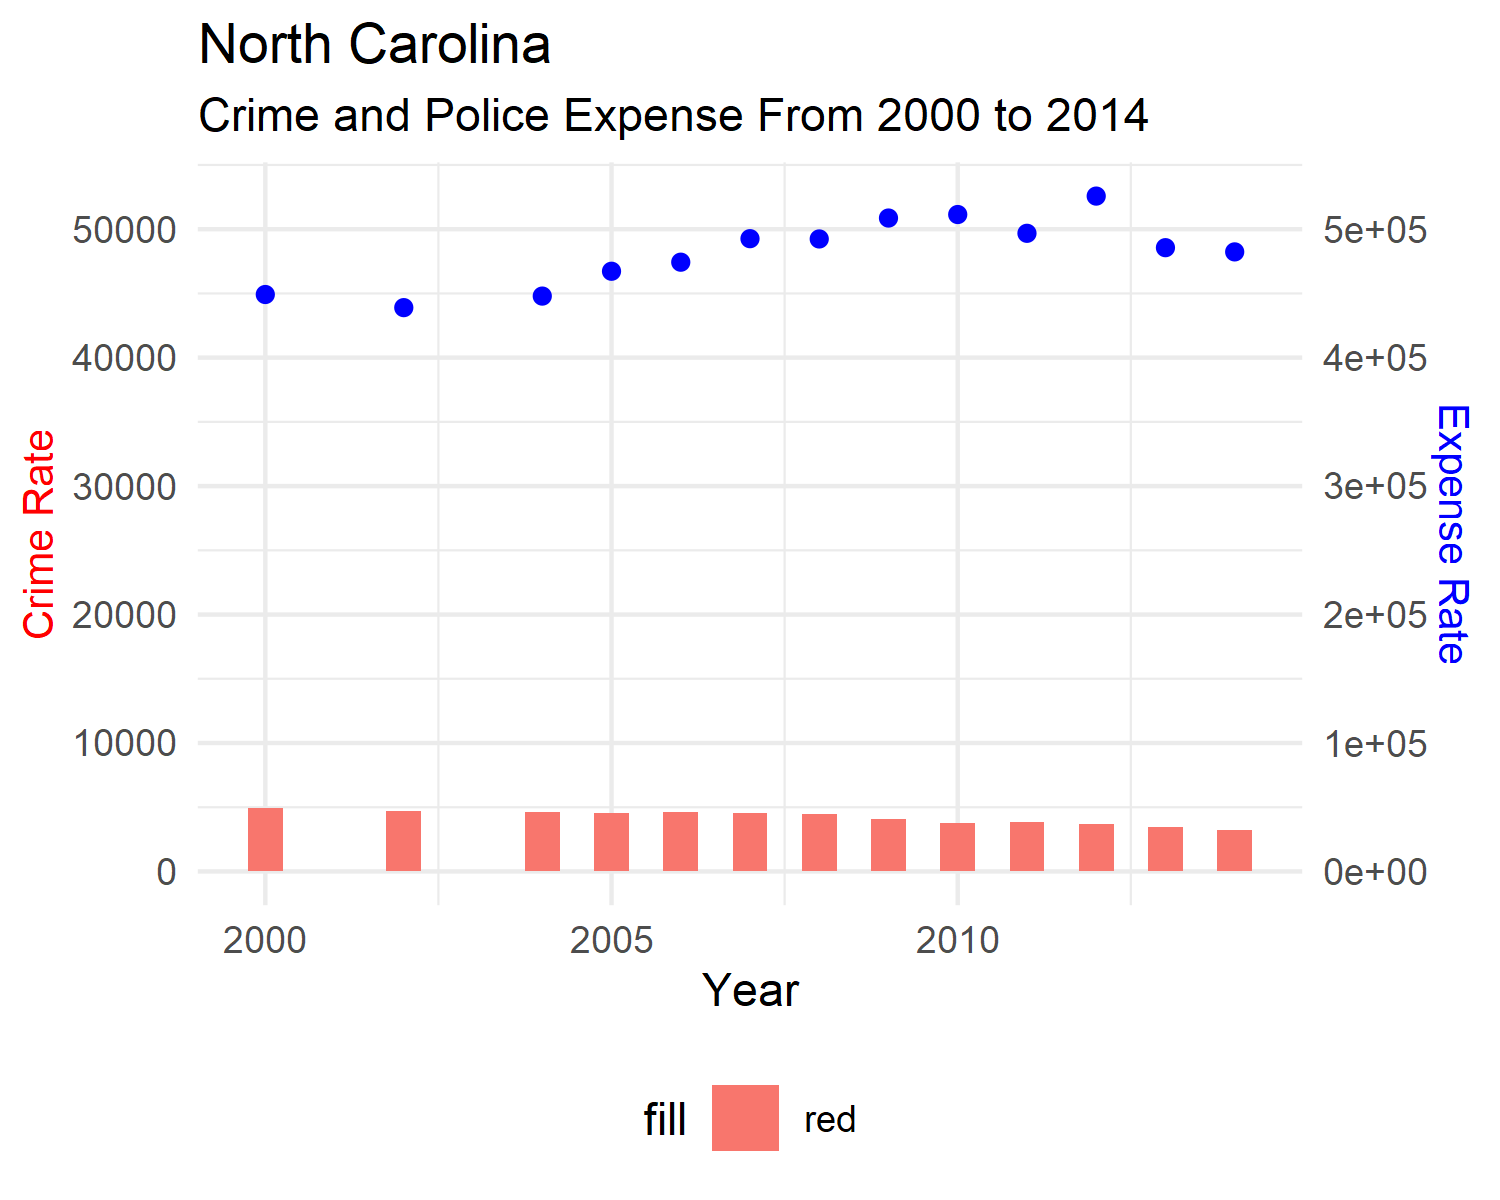 North Carolina
Crime and Police Expense From 2000 to 2014
Crime Rate
50000
40000
30000
20000
10000
0
5e+05
4e+05
3e+05
2e+05
1e+05
0e+00
Expense Rate
2000 2005 2010
Year
fill red